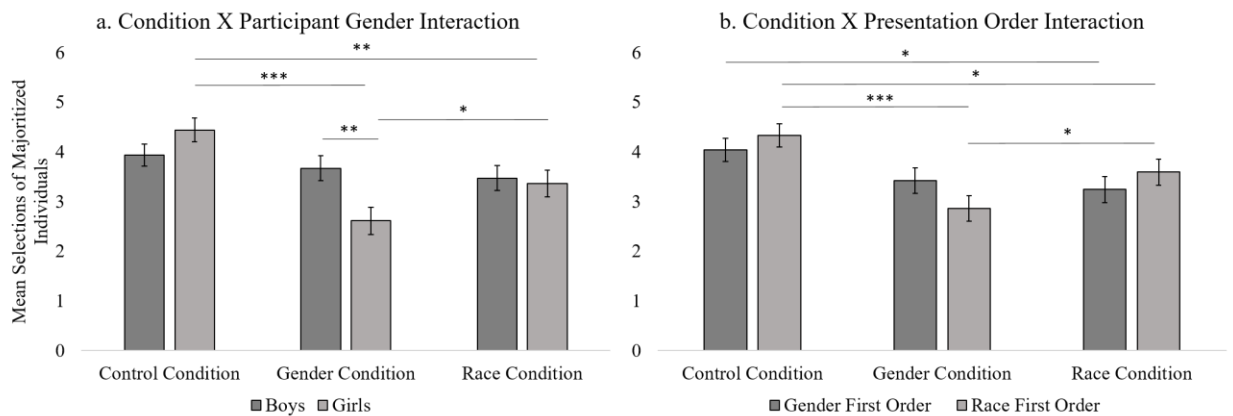 a. Condition X Participant Gender Interaction
Mean Selections of Majoritized
Individuals
6
5
4
3
2
1
0
**
***
*
**
Control Condition Gender Condition Race Condition
Boys Girls
b. Condition X Presentation Order Interaction
6
5
4
3
2
1
0
*
*
***
*
Control Condition Gender Condition Race Condition
Gender First Order Race First Order